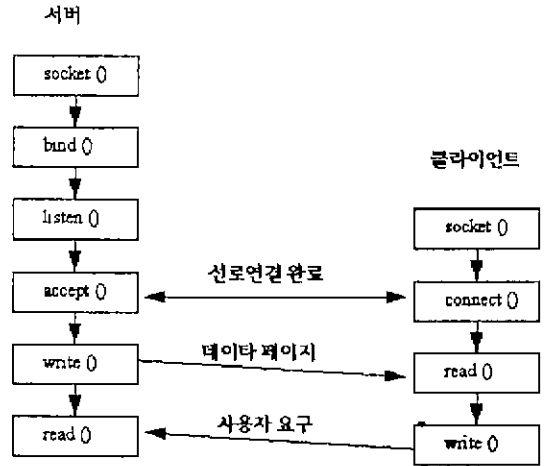 서버
socket ()
bind ()
listen ()
accept ()
write ()
read ()
클라이언트
socket ()
connect ()
read ()
write ()
선로연결 완료
데이타 페이지
사용자 요구